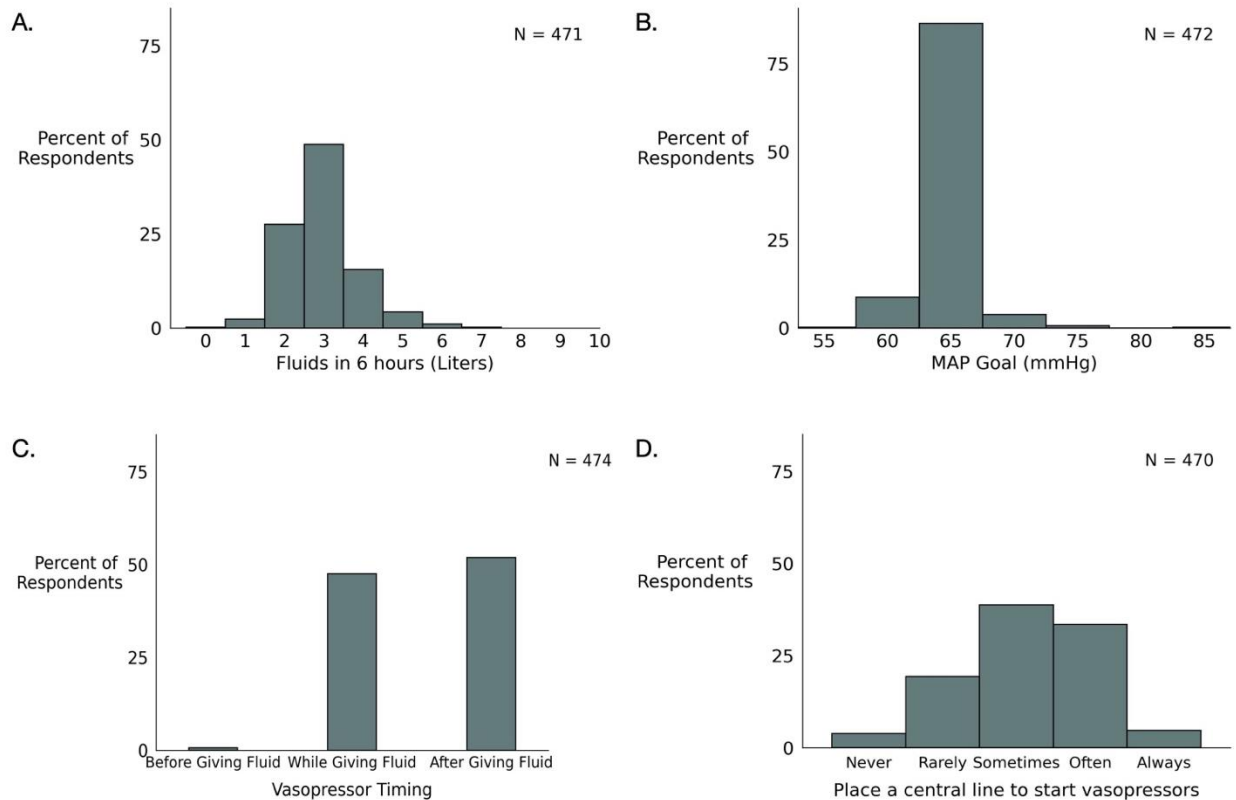 A.
N = 471
75
50
25
0
Percent of
Respondents
0 1 2 3 4 5 6 7 8 9 10
Fluids in 6 hours (Liters)
B.
N = 472
75
50
25
0
Percent of
Respondents
55 60 65 70 75 80 85
MAP Goal (mmHg)
C.
N = 474
75
50
25
0
Percent of
Respondents
Before Giving Fluid While Giving Fluid After Giving Fluid
Vasopressor Timing
D.
N = 470
75
50
25
0
Percent of
Respondents
Never Rarely Sometimes Often Always
Place a central line to start vasopressors